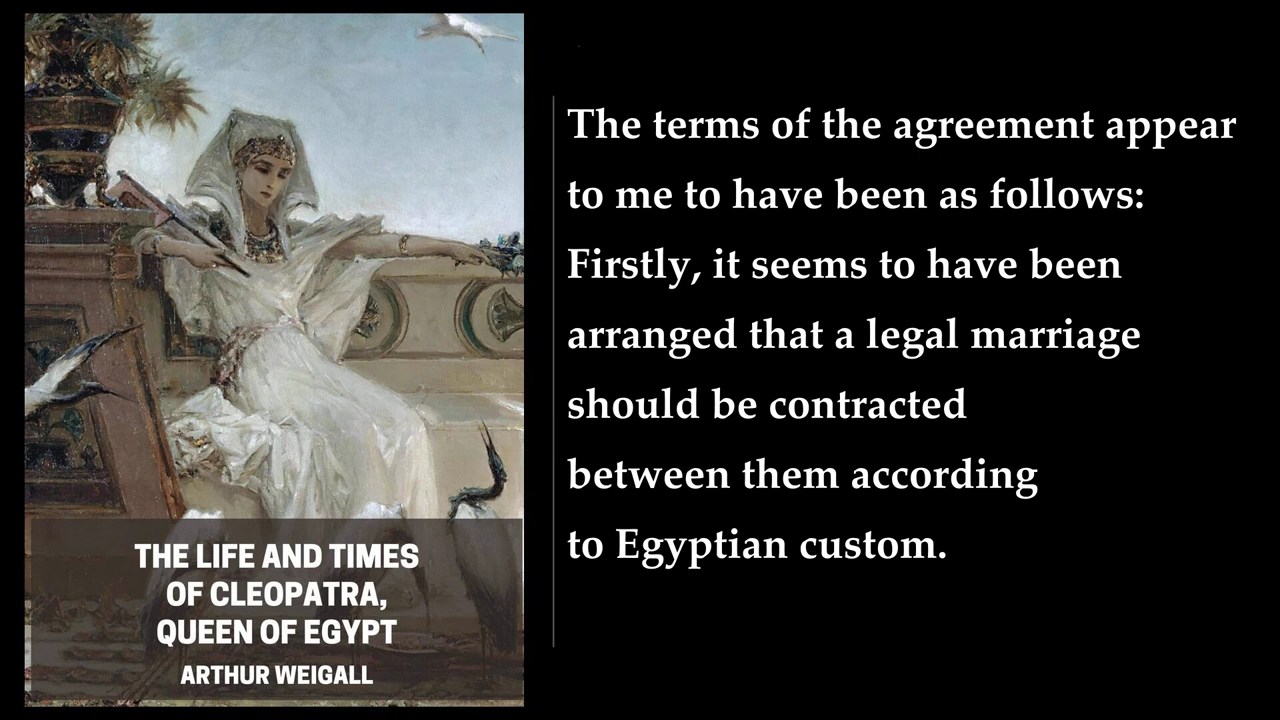 THE LIFE AND TIMES
OF CLEOPATRA,
QUEEN OF EGYPT
ARTHUR WEIGALL
The terms of the agreement appear
to me to have been as follows:
Firstly, it seems to have been
arranged that a legal marriage
should be contracted
between them according
to Egyptian custom.